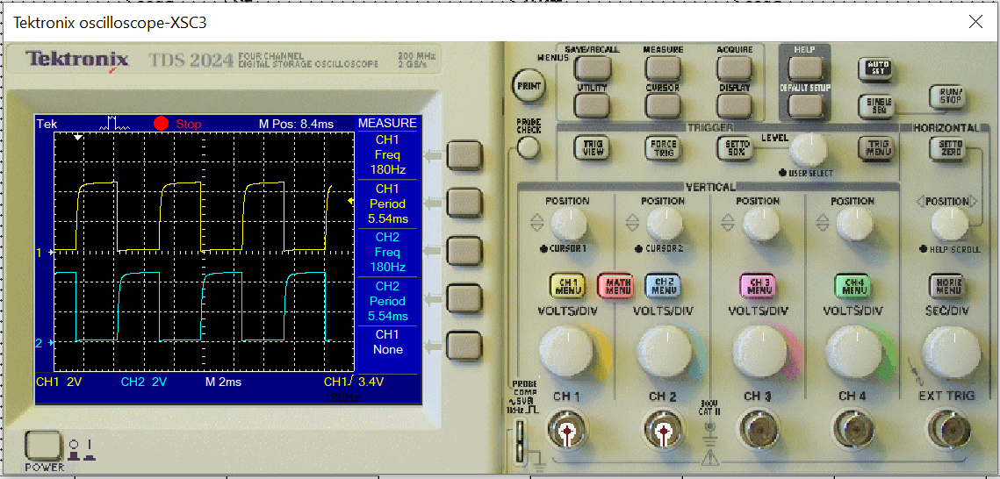 Tektronix oscilloscope-XSC3
Tektronix TDS 2024 FOUR CHANNEL DIGITAL STORAGE OSCILLOSCOPE 200 MHz 2 GS/s
Tek Stop M Pos: 8.4ms MEASURE
CH1
Freq
180Hz
CH1
Period
5.54ms
CH2
Freq
180Hz
CH2
Period
5.54ms
CH1
None
1
2
CH1 2V CH2 2V M 2ms CH1 3.4V
180Hz
POWER
MENUS
SAVE/RECALL MEASURE ACQUIRE HELP
UTILITY CURSOR DISPLAY DEFAULT SETUP
PRINT
AUTO SET
SINGLE SEQ
RUN/ STOP
PROBE CHECK
TRIGGER
TRIG VIEW
FORCE TRIG
SET TO 50%
LEVEL
USER SELECT
TRIG MENU
HORIZONTAL
SET TO ZERO
VERTICAL
POSITION POSITION POSITION POSITION POSITION
CURSOR 1 CURSOR 2 HELP SCROLL
CH 1 MENU
MATH MENU
CH 2 MENU
CH 3 MENU
CH 4 MENU
HORIZ MENU
VOLTS/DIV VOLTS/DIV VOLTS/DIV VOLTS/DIV SEC/DIV
PROBE COMP
~5V@
1kHz
CH 1 CH 2 CH 3 CH 4 EXT TRIG
300V
CAT II